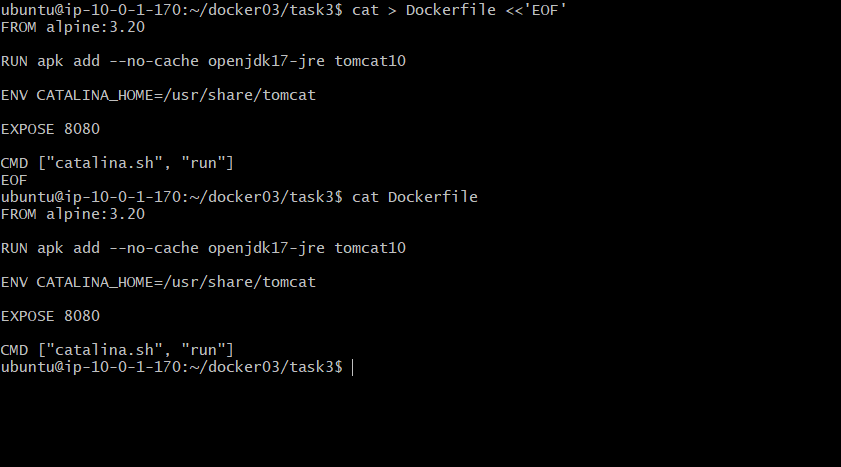 ubuntu@ip-10-0-1-170:~/docker03/task3$ cat > Dockerfile <<'EOF'
FROM alpine:3.20
RUN apk add --no-cache openjdk17-jre tomcat10
ENV CATALINA_HOME=/usr/share/tomcat
EXPOSE 8080
CMD ["catalina.sh", "run"]
EOF
ubuntu@ip-10-0-1-170:~/docker03/task3$ cat Dockerfile
FROM alpine:3.20
RUN apk add --no-cache openjdk17-jre tomcat10
ENV CATALINA_HOME=/usr/share/tomcat
EXPOSE 8080
CMD ["catalina.sh", "run"]
ubuntu@ip-10-0-1-170:~/docker03/task3$